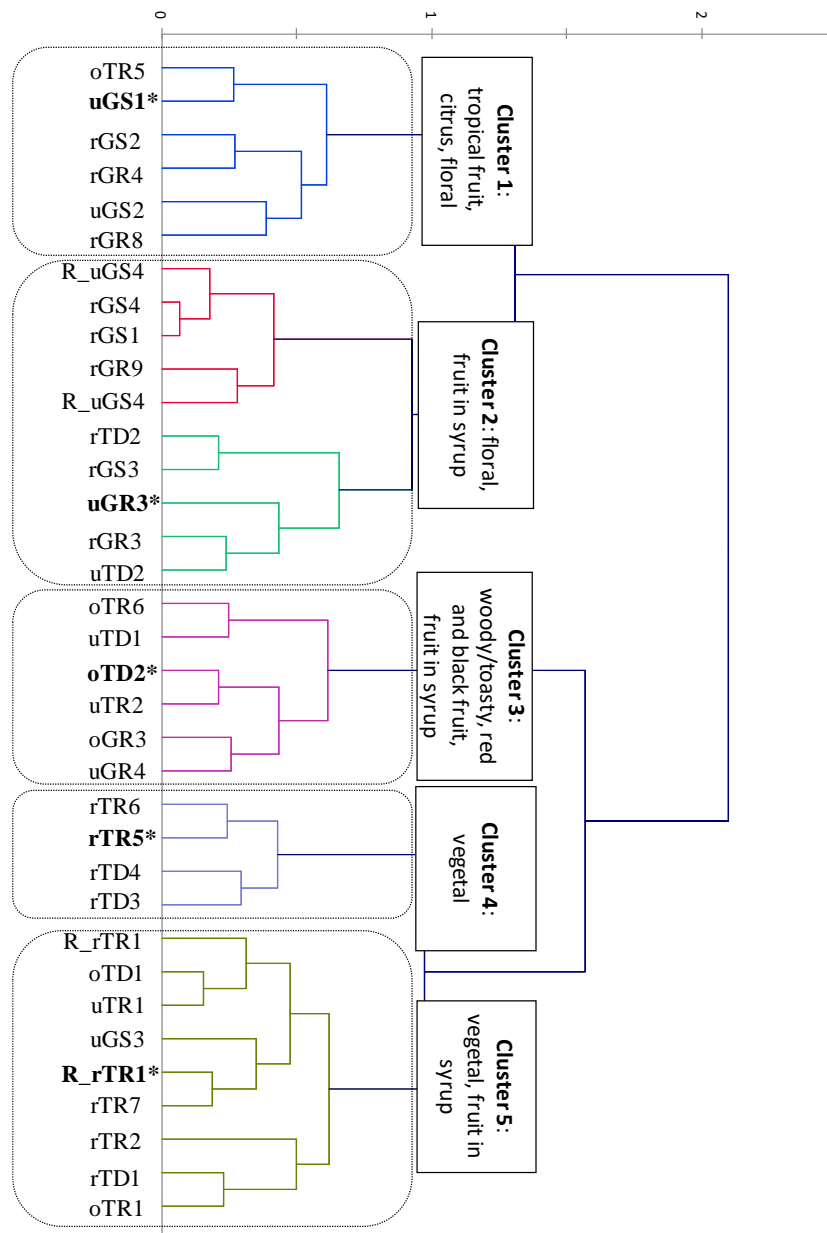 0
1
2
oTR5
uGS1*
rGS2
rGR4
uGS2
rGR8
R_uGS4
rGS4
rGS1
rGR9
R_uGS4
rTD2
rGS3
uGR3*
rGR3
uTD2
oTR6
uTD1
oTD2*
uTR2
oGR3
uGR4
rTR6
rTR5*
rTD4
rTD3
R_rTR1
oTD1
uTR1
uGS3
R_rTR1*
rTR7
rTR2
rTD1
oTR1
Cluster 1:
tropical fruit,
citrus, floral
Cluster 2: floral,
fruit in syrup
Cluster 3:
woody/toasty, red
and black fruit,
fruit in syrup
Cluster 4:
vegetal
Cluster 5:
vegetal, fruit in
syrup